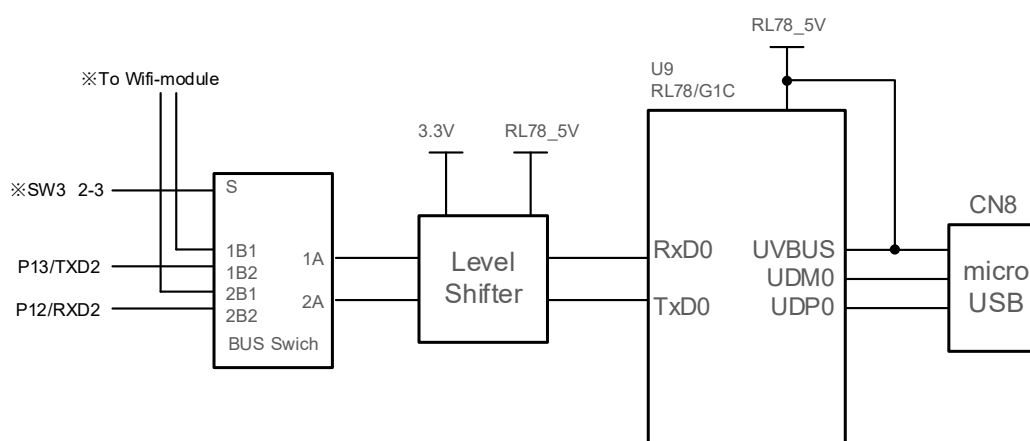 RL78_5V
U9
RL78/G1C
※To Wifi-module
3.3V
RL78_5V
※SW3 2-3
S
CN8
1B1
1B2
2B1
2B2
1A
2A
P13/TXD2
P12/RXD2
BUS Swich
Level
Shifter
RxD0
TxD0
UVBUS
UDM0
UDP0
micro
USB